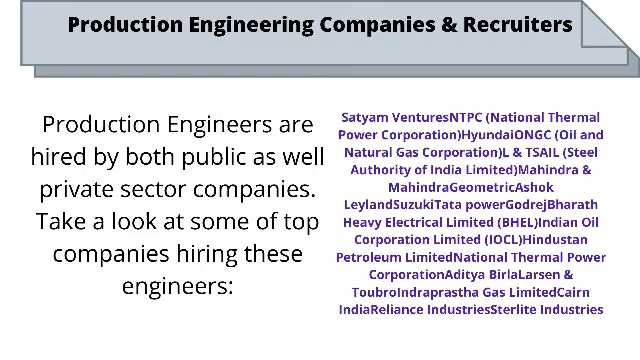 Production Engineering Companies & Recruiters
Production Engineers are
hired by both public as well
private sector companies.
Take a look at some of top
companies hiring these
engineers:
Satyam VenturesNTPC (National Thermal
Power Corporation)HyundaiONGC (Oil and
Natural Gas Corporation)L & TSAIL (Steel
Authority of India Limited)Mahindra &
MahindraGeometricAshok
LeylandSuzukiTata powerGodrejBharath
Heavy Electrical Limited (BHEL)Indian Oil
Corporation Limited (IOCL)Hindustan
Petroleum LimitedNational Thermal Power
CorporationAditya BirlaLarsen &
ToubroIndraprastha Gas LimitedCairn
IndiaReliance IndustriesSterlite Industries